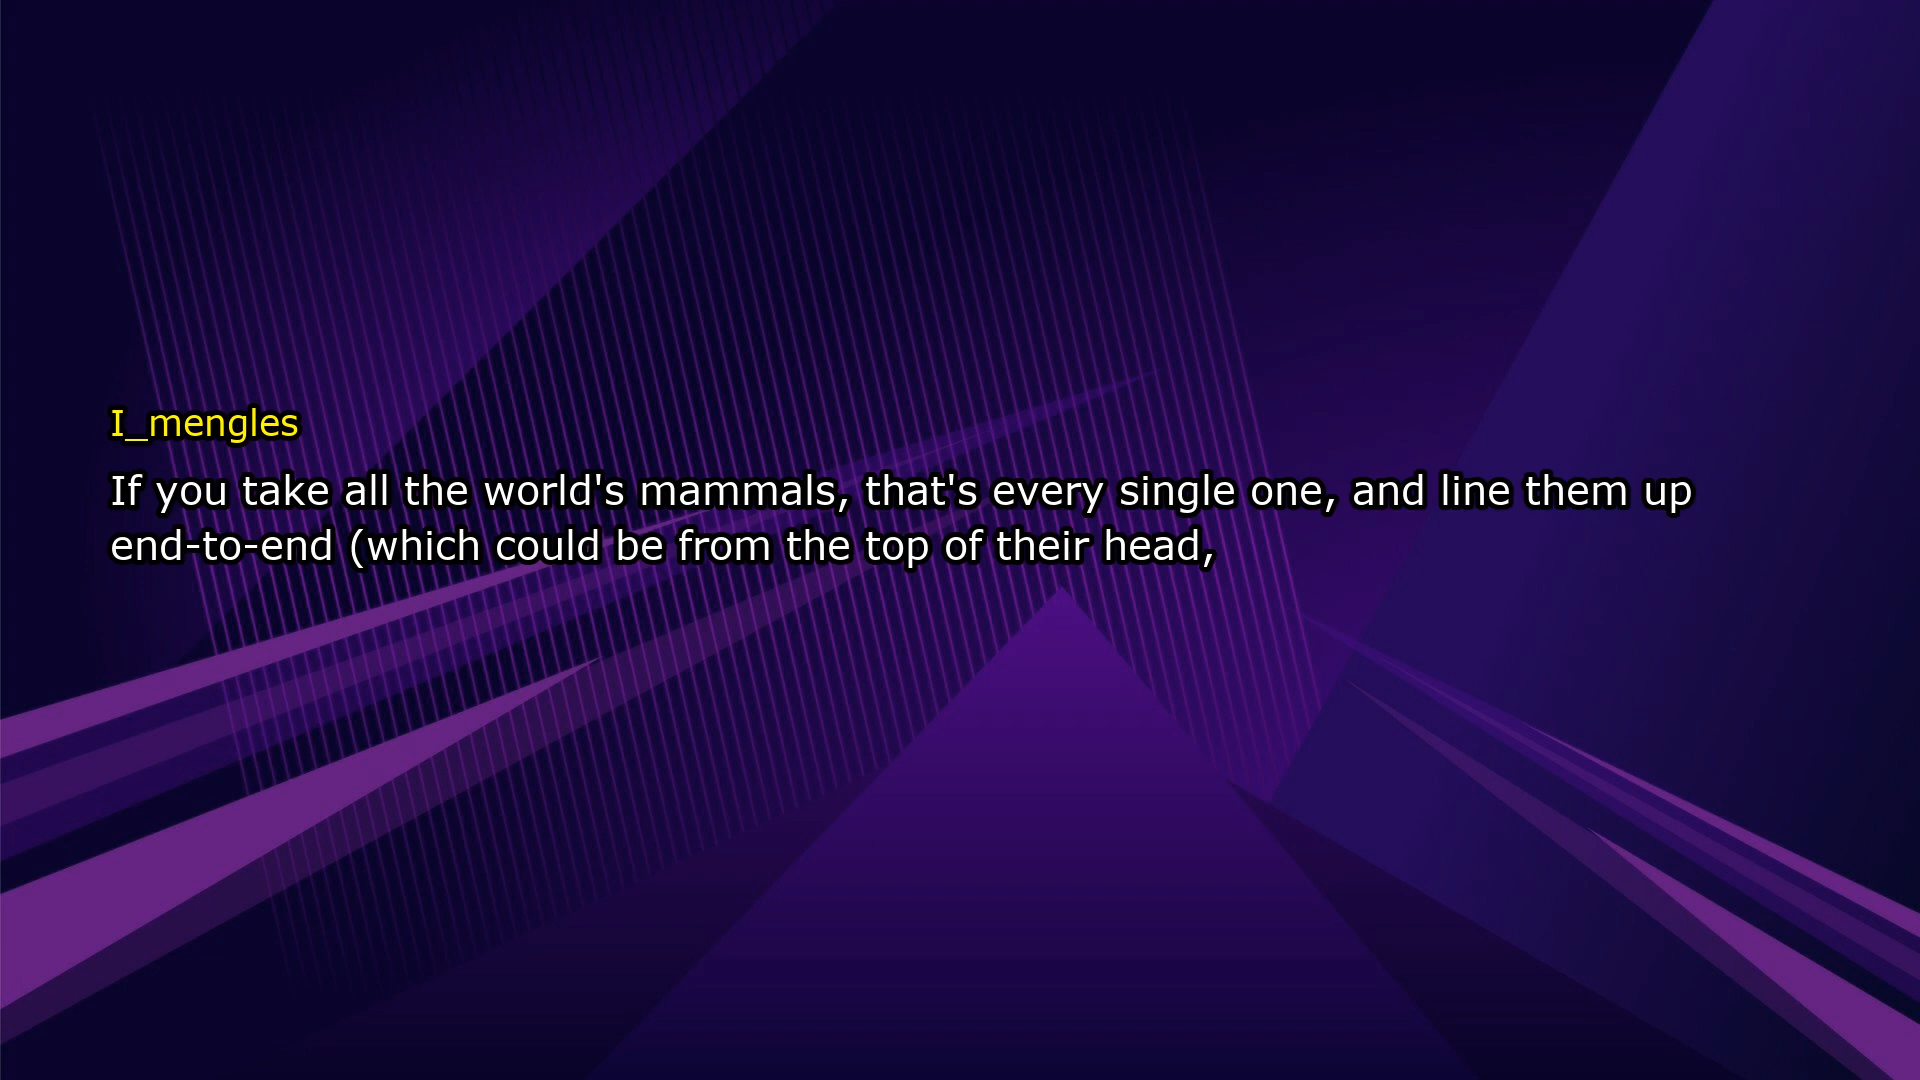 I_mengles
If you take all the world's mammals, that's every single one, and line them up
end-to-end (which could be from the top of their head,